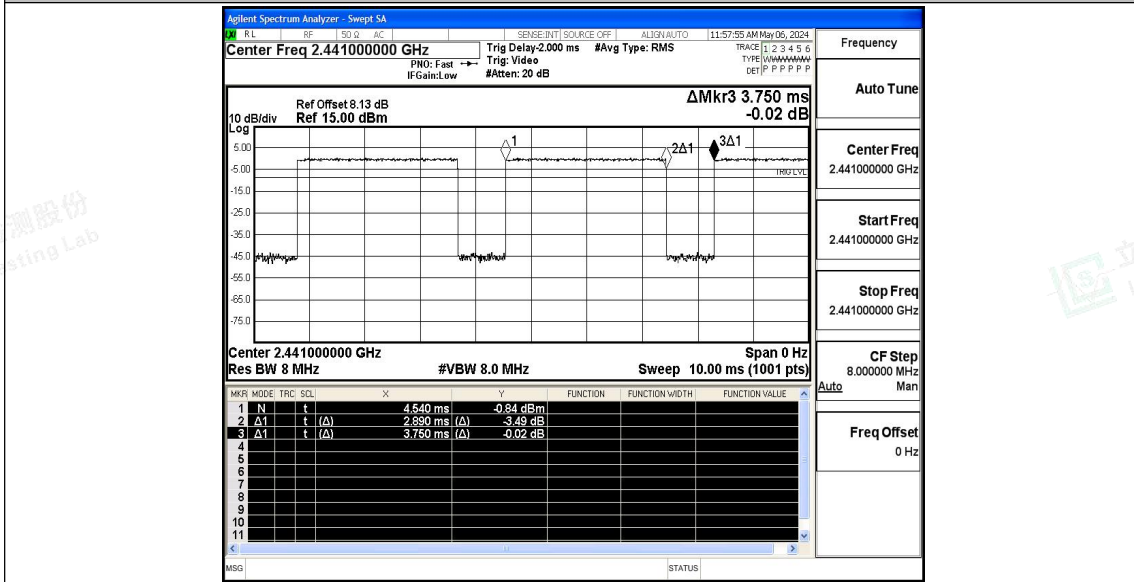 Agilent Spectrum Analyzer - Swept SA
LXI RL RF 50 Ω AC SENSE:INT SOURCE OFF ALIGN AUTO 11:57:55 AM May 06, 2024
Center Freq 2.441000000 GHz
PNO: Fast
IFGain:Low
Trig Delay-2.000 ms
Trig: Video
#Atten: 20 dB
#Avg Type: RMS
TRACE 1 2 3 4 5 6
TYPE WWWWWW
DET P P P P P P
ΔMkr3 3.750 ms
-0.02 dB
Ref Offset 8.13 dB
10 dB/div Ref 15.00 dBm
Log
5.00
-5.00
-15.0
-25.0
-35.0
-45.0
-55.0
-65.0
-75.0
1
2Δ1
3Δ1
TRIG LVL
Center 2.441000000 GHz Span 0 Hz
Res BW 8 MHz #VBW 8.0 MHz Sweep 10.00 ms (1001 pts)
MKR MODE TRC SCL X Y FUNCTION FUNCTION WIDTH FUNCTION VALUE
1 N t 4.540 ms -0.84 dBm
2 Δ1 t (Δ) 2.890 ms (Δ) -3.49 dB
3 Δ1 t (Δ) 3.750 ms (Δ) -0.02 dB
4
5
6
7
8
9
10
11
MSG STATUS
Frequency
Auto Tune
Center Freq
2.441000000 GHz
Start Freq
2.441000000 GHz
Stop Freq
2.441000000 GHz
CF Step
8.000000 MHz
Auto Man
Freq Offset
0 Hz
测股份
esting Lab
立